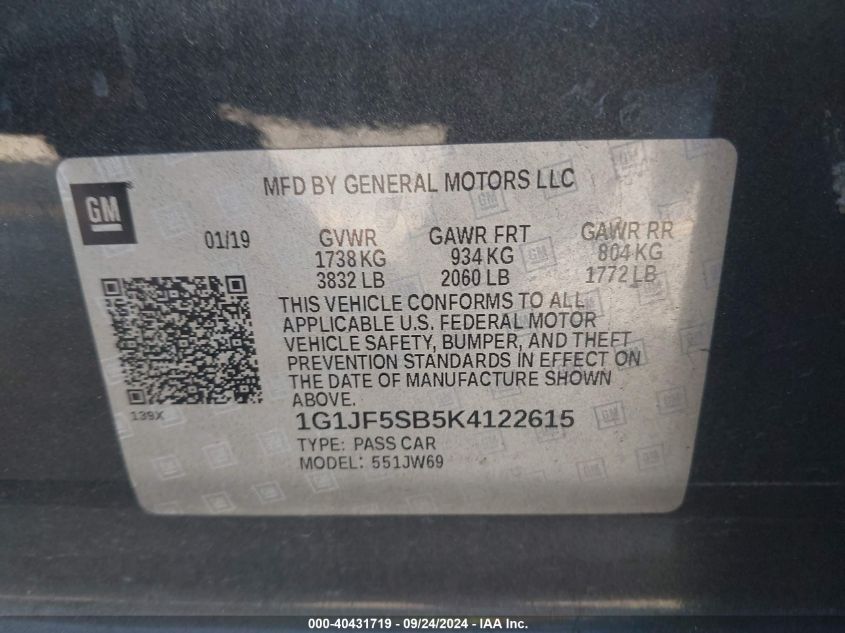 MFD BY GENERAL MOTORS LLC
GM
01/19 GVWR GAWR FRT GAWR RR
1738 KG 934 KG 804 KG
3832 LB 2060 LB 1772 LB
THIS VEHICLE CONFORMS TO ALL
APPLICABLE U.S. FEDERAL MOTOR
VEHICLE SAFETY, BUMPER, AND THEFT
PREVENTION STANDARDS IN EFFECT ON
THE DATE OF MANUFACTURE SHOWN
ABOVE.
139X
1G1JF5SB5K4122615
TYPE: PASS CAR
MODEL: 551JW69
000-40431719 - 09/24/2024 - IAA Inc.